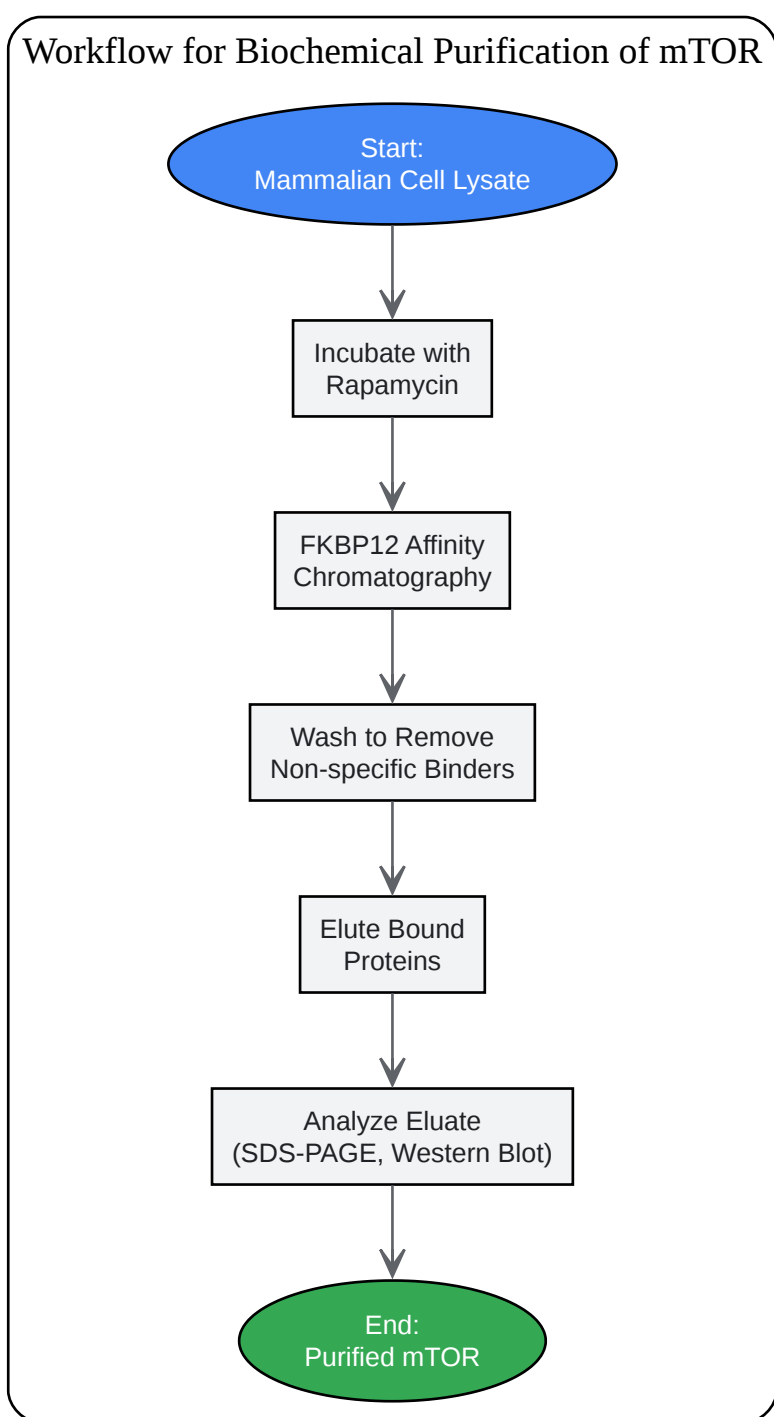 Workflow for Biochemical Purification of mTOR
Start:
Mammalian Cell Lysate
Incubate with
Rapamycin
FKBP12 Affinity
Chromatography
Wash to Remove
Non-specific Binders
Elute Bound
Proteins
Analyze Eluate
(SDS-PAGE, Western Blot)
End:
Purified mTOR